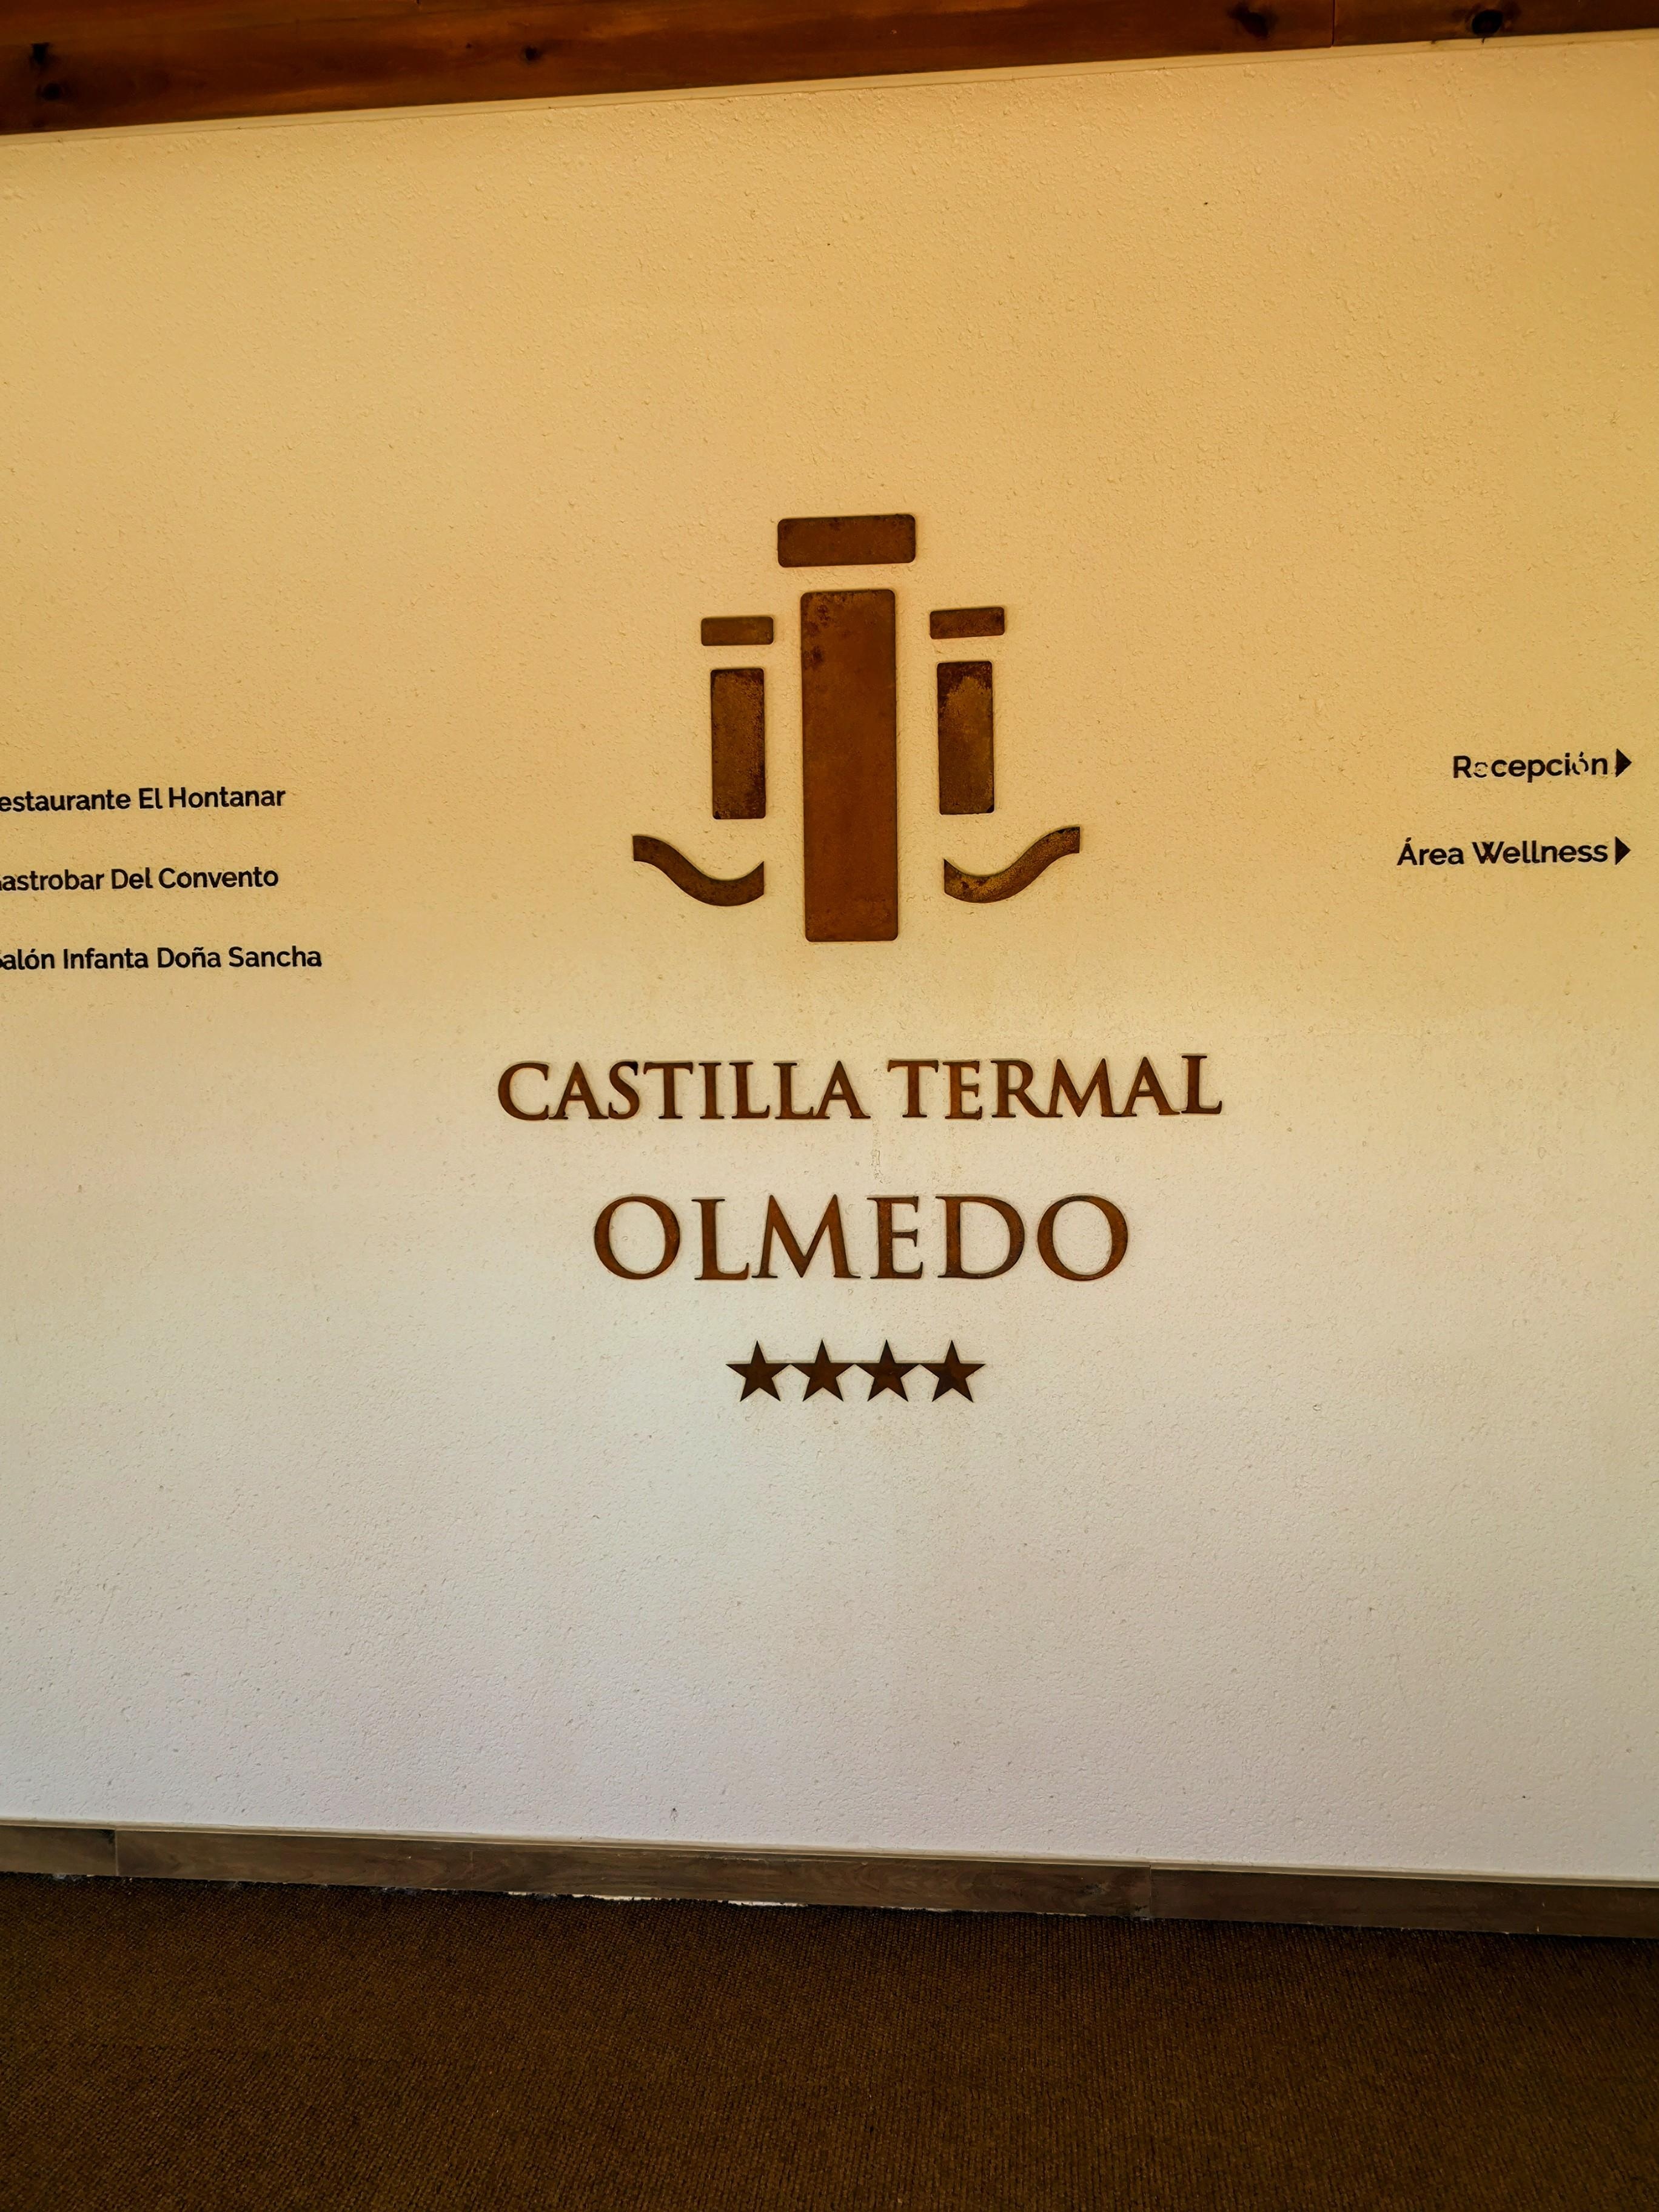 estaurante El Hontanar
astrobar Del Convento
alón Infanta Doña Sancha
Recepción
Área Wellness
CASTILLA TERMAL
OLMEDO